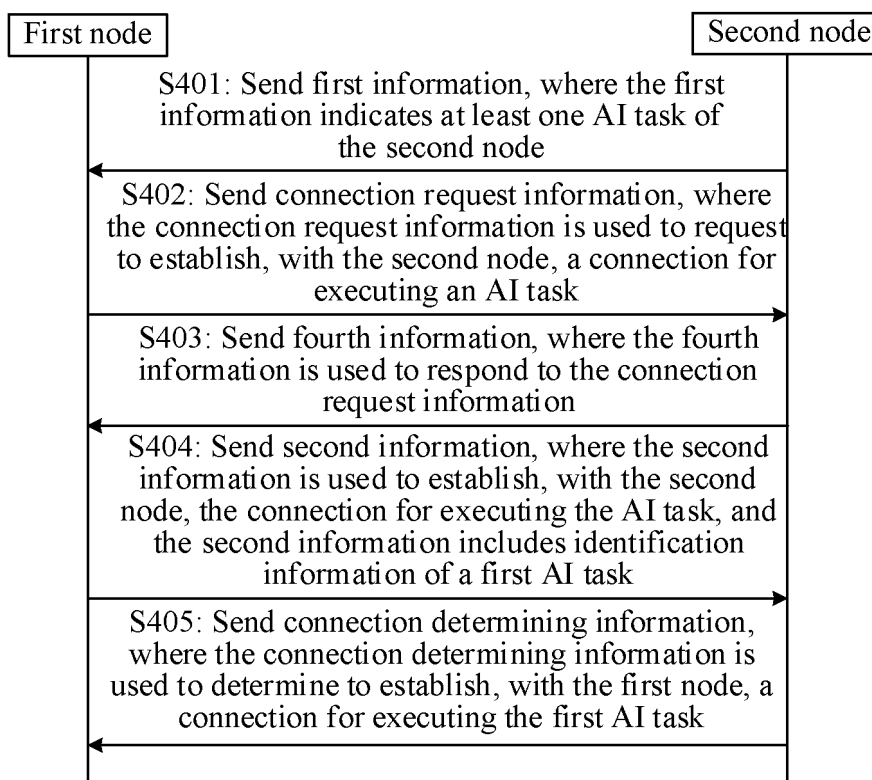 First node
Second node
S401: Send first information, where the first
information indicates at least one AI task of
the second node
S402: Send connection request information, where
the connection request information is used to request
to establish, with the second node, a connection for
executing an AI task
S403: Send fourth information, where the fourth
information is used to respond to the connection
request information
S404: Send second information, where the second
information is used to establish, with the second
node, the connection for executing the AI task, and
the second information includes identification
information of a first AI task
S405: Send connection determining information,
where the connection determining information is
used to determine to establish, with the first node, a
connection for executing the first AI task